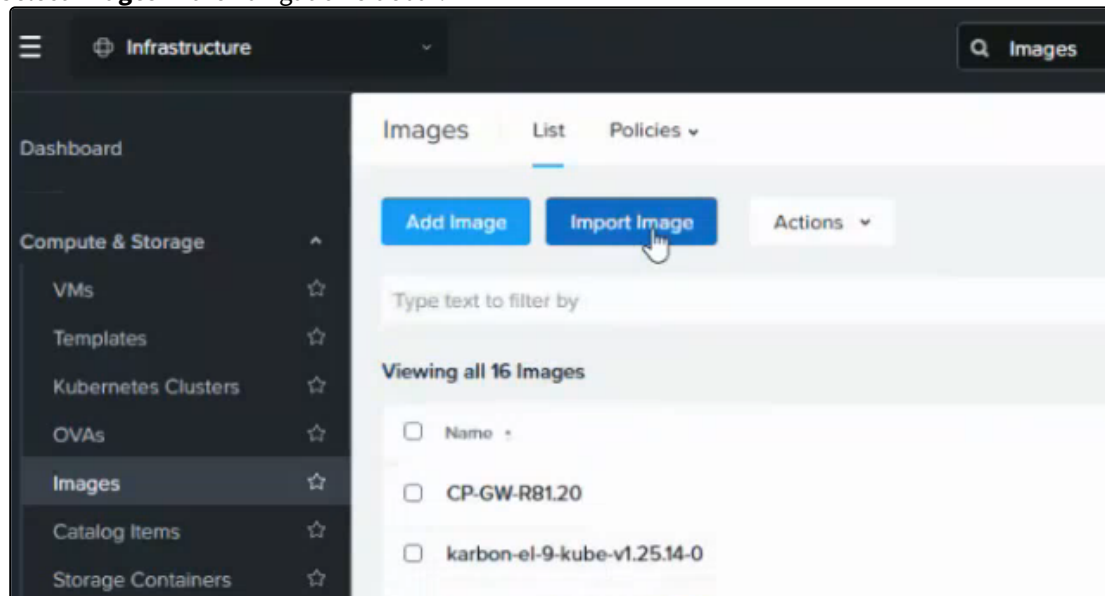 Infrastructure
Images
Dashboard
Compute & Storage
VMs
Templates
Kubernetes Clusters
OVAs
Images
Catalog Items
Storage Containers
Images List Policies
Add Image Import Image Actions
Type text to filter by
Viewing all 16 Images
Name
CP-GW-R81.20
karbon-el-9-kube-v1.25.14-0